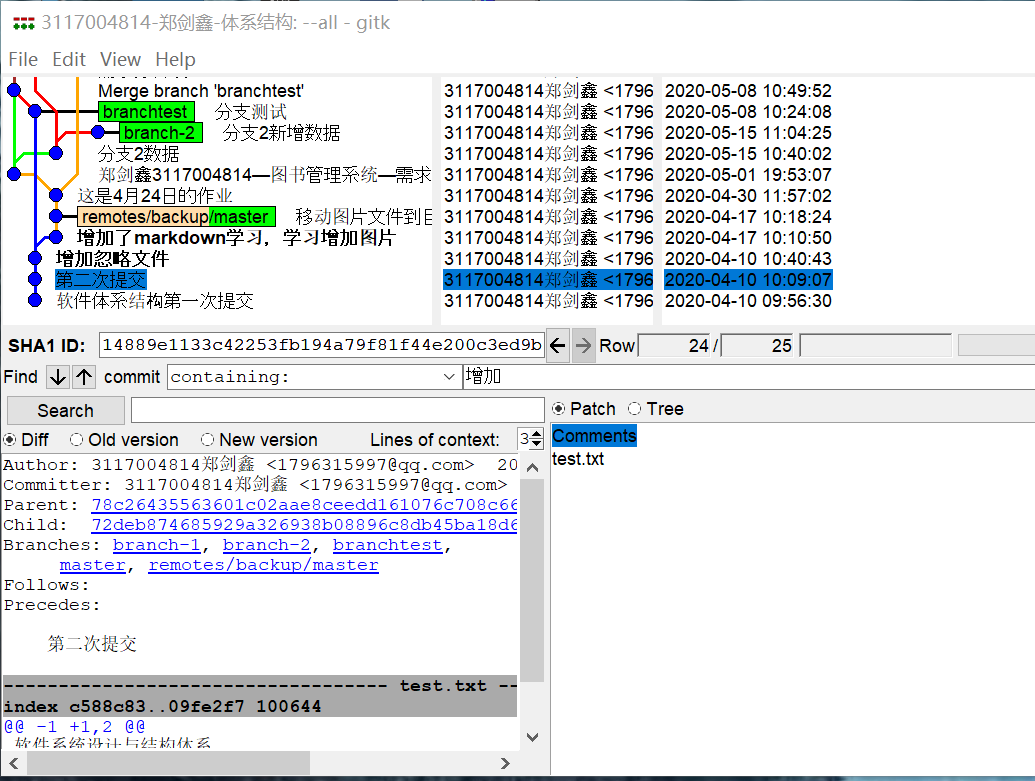 3117004814-郑剑鑫-体系结构: --all - gitk
File Edit View Help
Merge branch 'branchtest' 3117004814郑剑鑫 <1796 2020-05-08 10:49:52
branchtest 分支测试 3117004814郑剑鑫 <1796 2020-05-08 10:24:08
branch-2 分支2新增数据 3117004814郑剑鑫 <1796 2020-05-15 11:04:25
分支2数据 3117004814郑剑鑫 <1796 2020-05-15 10:40:02
郑剑鑫3117004814—图书管理系统—需求 3117004814郑剑鑫 <1796 2020-05-01 19:53:07
这是4月24日的作业 3117004814郑剑鑫 <1796 2020-04-30 11:57:02
remotes/backup/master 移动图片文件到目 3117004814郑剑鑫 <1796 2020-04-17 10:18:24
增加了markdown学习，学习增加图片 3117004814郑剑鑫 <1796 2020-04-17 10:10:50
增加忽略文件 3117004814郑剑鑫 <1796 2020-04-10 10:40:43
第二次提交 3117004814郑剑鑫 <1796 2020-04-10 10:09:07
软件体系结构第一次提交 3117004814郑剑鑫 <1796 2020-04-10 09:56:30
SHA1 ID: 14889e1133c42253fb194a79f81f44e200c3ed9b Row 24 / 25
Find commit containing: 增加
Search
Patch Tree
Diff Old version New version Lines of context: 3
Comments
test.txt
Author: 3117004814郑剑鑫 <1796315997@qq.com> 20
Committer: 3117004814郑剑鑫 <1796315997@qq.com>
Parent: 78c26435563601c02aae8ceedd161076c708c66
Child: 72deb874685929a326938b08896c8db45ba18d6
Branches: branch-1, branch-2, branchtest,
master, remotes/backup/master
Follows:
Precedes:
第二次提交
----------------------------------- test.txt --
index c588c83..09fe2f7 100644
@@ -1 +1,2 @@
软件系统设计与结构体系